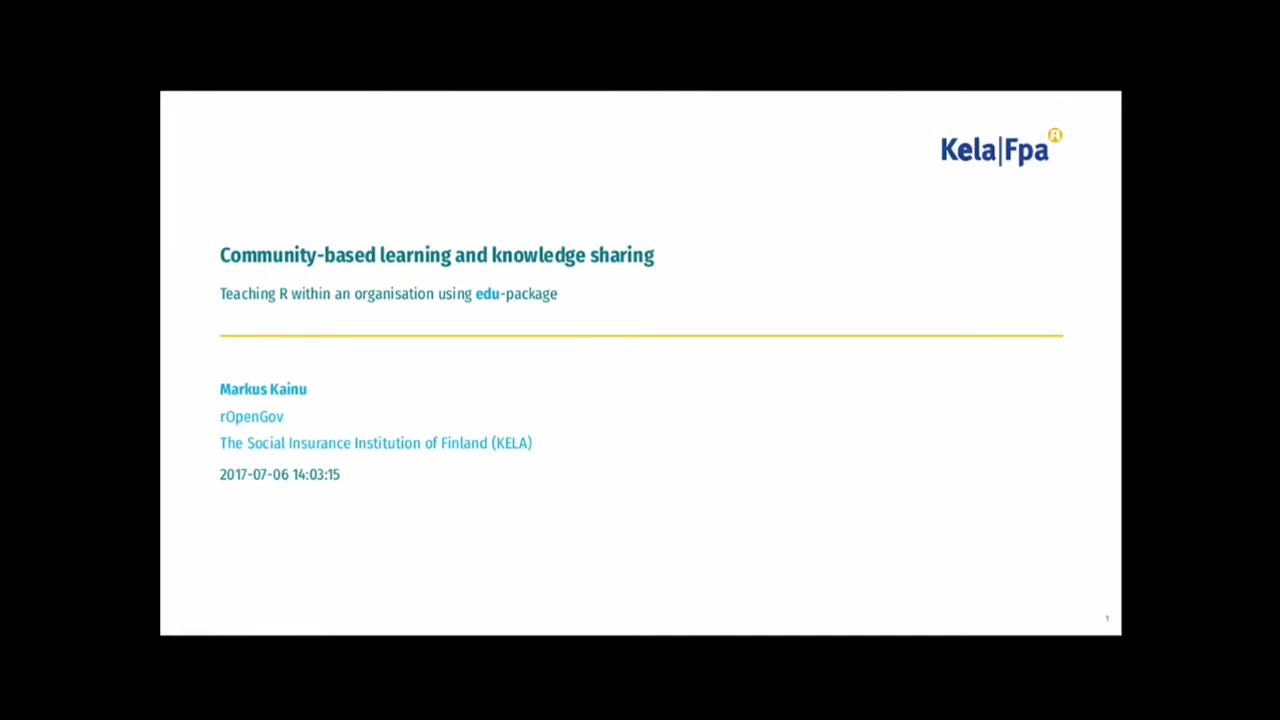 Kela|Fpa
Community-based learning and knowledge sharing
Teaching R within an organisation using edu-package
Markus Kainu
rOpenGov
The Social Insurance Institution of Finland (KELA)
2017-07-06 14:03:15
1